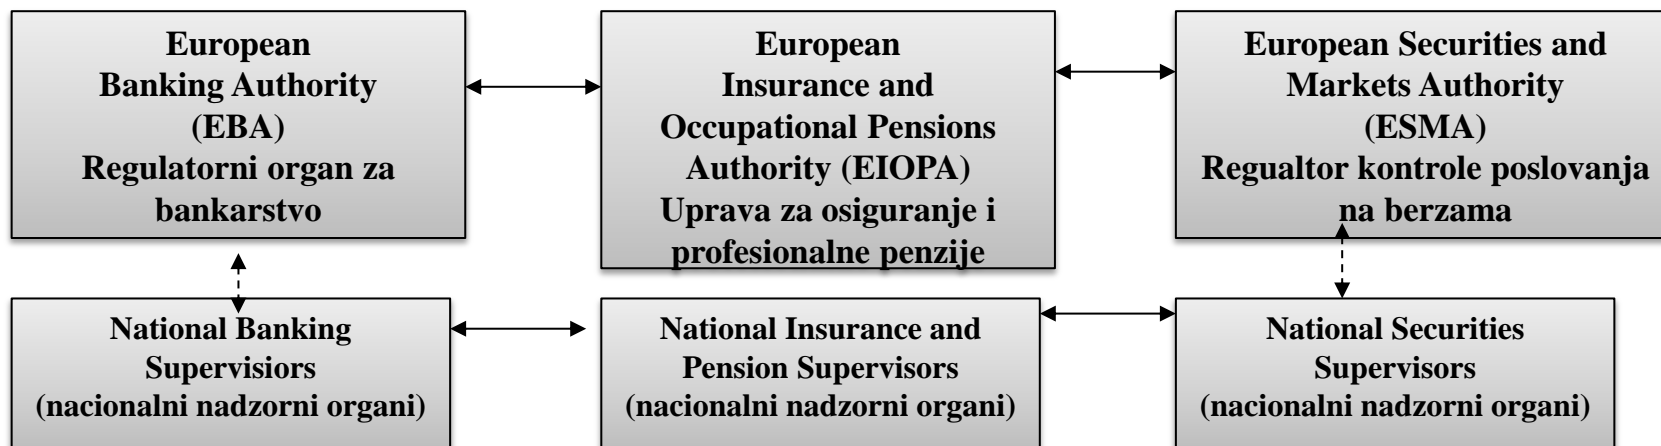 European
Banking Authority
(EBA)
Regulatorni organ za
bankarstvo
European
Insurance and
Occupational Pensions
Authority (EIOPA)
Uprava za osiguranje i
profesionalne penzije
European Securities and
Markets Authority
(ESMA)
Regualtor kontrole poslovanja
na berzama
National Banking
Supervisiors
(nacionalni nadzorni organi)
National Insurance and
Pension Supervisors
(nacionalni nadzorni organi)
National Securities
Supervisors
(nacionalni nadzorni organi)